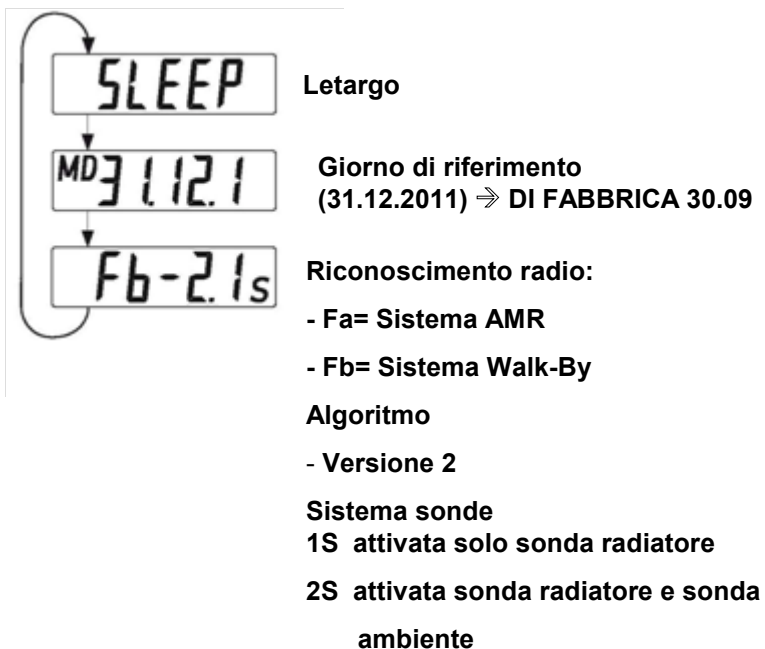 SLEEP
Letargo
MD31.12.1
Giorno di riferimento
(31.12.2011) → DI FABBRICA 30.09
Fb-2.1s
Riconoscimento radio:
- Fa= Sistema AMR
- Fb= Sistema Walk-By
Algoritmo
- Versione 2
Sistema sonde
1S attivata solo sonda radiatore
2S attivata sonda radiatore e sonda
ambiente